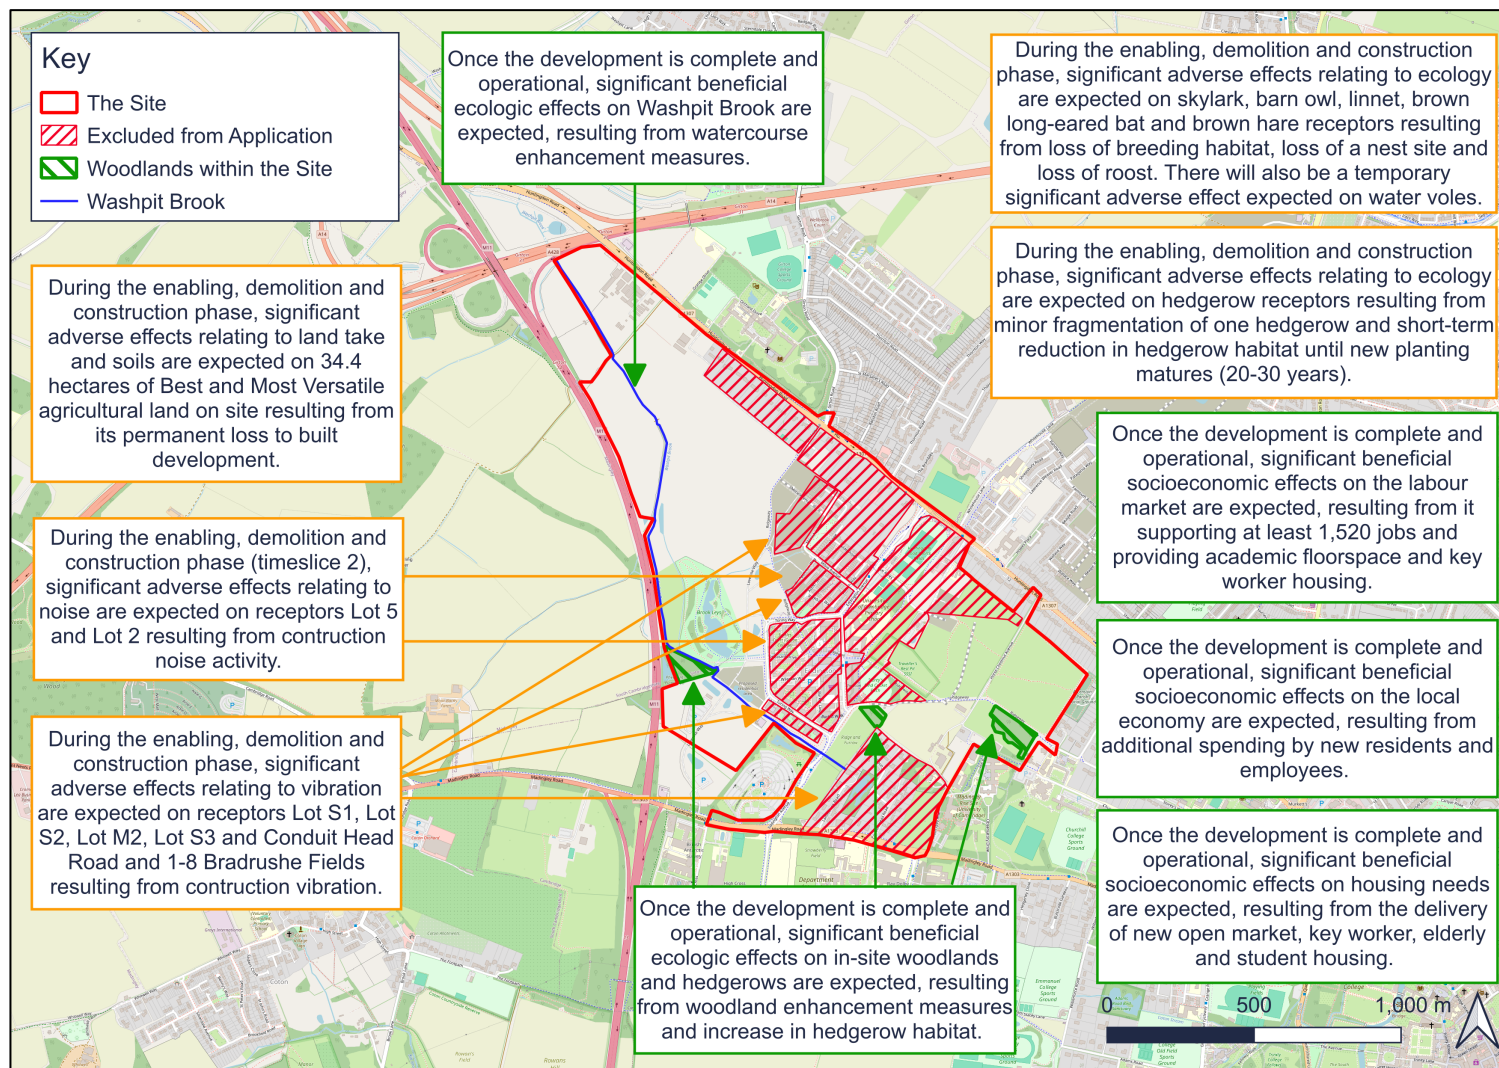 Key
The Site
Excluded from Application
Woodlands within the Site
Washpit Brook
Once the development is complete and
operational, significant beneficial
ecologic effects on Washpit Brook are
expected, resulting from watercourse
enhancement measures.
During the enabling, demolition and construction
phase, significant adverse effects relating to ecology
are expected on skylark, barn owl, linnet, brown
long-eared bat and brown hare receptors resulting
from loss of breeding habitat, loss of a nest site and
loss of roost. There will also be a temporary
significant adverse effect expected on water voles.
During the enabling, demolition and construction
phase, significant adverse effects relating to ecology
are expected on hedgerow receptors resulting from
minor fragmentation of one hedgerow and short-term
reduction in hedgerow habitat until new planting
matures (20-30 years).
During the enabling, demolition and
construction phase, significant
adverse effects relating to land take
and soils are expected on 34.4
hectares of Best and Most Versatile
agricultural land on site resulting from
its permanent loss to built
development.
Once the development is complete and
operational, significant beneficial
socioeconomic effects on the labour
market are expected, resulting from it
supporting at least 1,520 jobs and
providing academic floorspace and key
worker housing.
During the enabling, demolition and
construction phase (timeslice 2),
significant adverse effects relating to
noise are expected on receptors Lot 5
and Lot 2 resulting from contruction
noise activity.
Once the development is complete and
operational, significant beneficial
socioeconomic effects on the local
economy are expected, resulting from
additional spending by new residents and
employees.
During the enabling, demolition and
construction phase, significant
adverse effects relating to vibration
are expected on receptors Lot S1, Lot
S2, Lot M2, Lot S3 and Conduit Head
Road and 1-8 Bradrushe Fields
resulting from contruction vibration.
Once the development is complete and
operational, significant beneficial
socioeconomic effects on housing needs
are expected, resulting from the delivery
of new open market, key worker, elderly
and student housing.
Once the development is complete and
operational, significant beneficial
ecologic effects on in-site woodlands
and hedgerows are expected, resulting
from woodland enhancement measures
and increase in hedgerow habitat.
0 500 1,000 m
A14
M11
Huntingdon Road
A1307
Madingley Road
A1303
Coton
Department
Churchill
College
Sports
Ground
Emmanuel
College
Sports
Ground